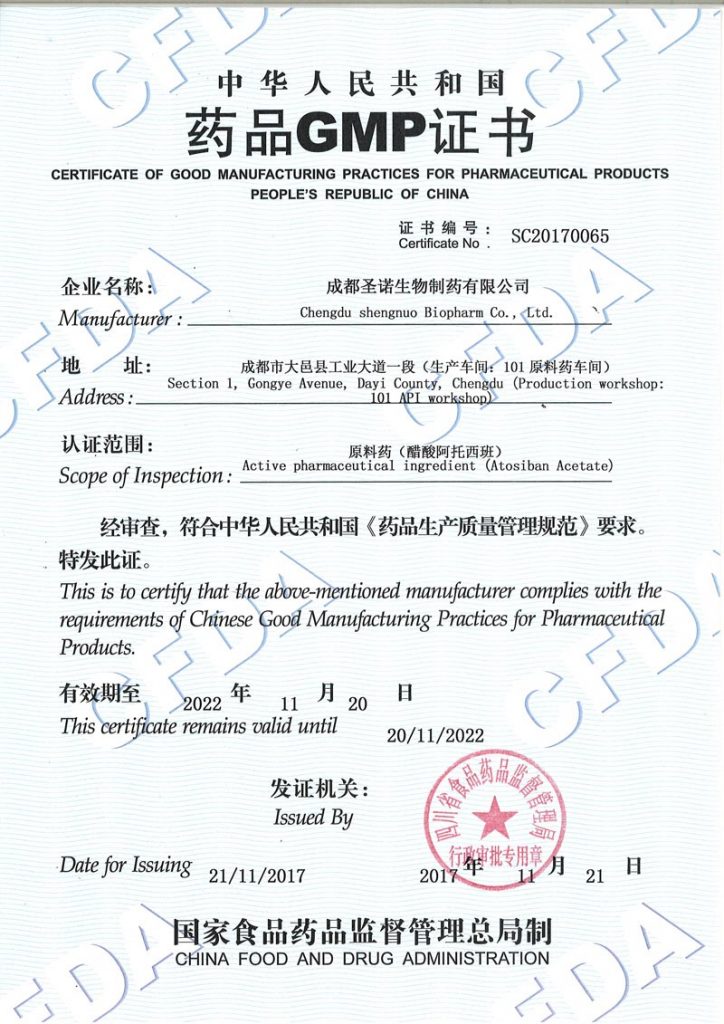 中华人民共和国
药品GMP证书
CERTIFICATE OF GOOD MANUFACTURING PRACTICES FOR PHARMACEUTICAL PRODUCTS
PEOPLE'S REPUBLIC OF CHINA
证书编号：
Certificate No . SC20170065
企业名称： 成都圣诺生物制药有限公司
Manufacturer : Chengdu shengnuo Biopharm Co., Ltd.
地 址： 成都市大邑县工业大道一段（生产车间：101原料药车间）
Section 1, Gongye Avenue, Dayi County, Chengdu (Production workshop:
Address : 101 API workshop)
认证范围： 原料药（醋酸阿托西班）
Scope of Inspection : Active pharmaceutical ingredient (Atosiban Acetate)
经审查，符合中华人民共和国《药品生产质量管理规范》要求。
特发此证。
This is to certify that the above-mentioned manufacturer complies with the
requirements of Chinese Good Manufacturing Practices for Pharmaceutical
Products.
有效期至 2022 年 11 月 20 日
This certificate remains valid until 20/11/2022
发证机关：
Issued By
四川省食品药品监督管理局
行政审批专用章
Date for Issuing 21/11/2017 2017 年 11 月 21 日
国家食品药品监督管理总局制
CHINA FOOD AND DRUG ADMINISTRATION
CFDA
CFDA
CFDA
CFDA
CFDA
CFDA
CFDA
CFDA